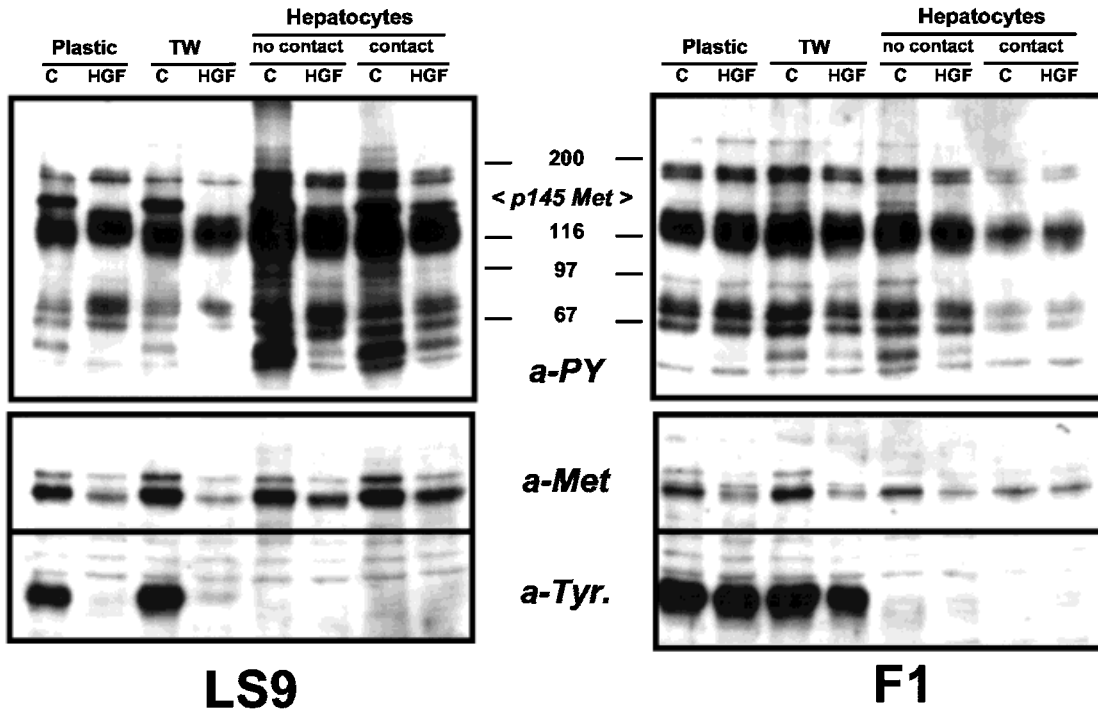 Hepatocytes
Plastic TW no contact contact
C HGF C HGF C HGF C HGF
Hepatocytes
Plastic TW no contact contact
C HGF C HGF C HGF C HGF
200
< p145 Met >
116
97
67
a-PY
a-Met
a-Tyr.
LS9
F1